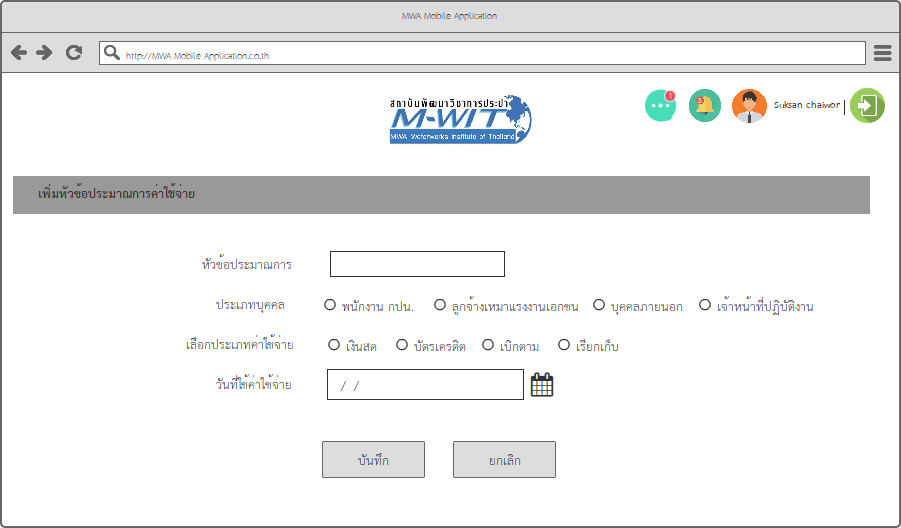 MWA Mobile Application
http://MWA Mobile Application.co.th
สถาบันพัฒนาวิชาการประปา
M-WIT
MWA Waterworks Institute of Thailand
1
5
Suksan chaiwon
เพิ่มหัวข้อประมาณการค่าใช้จ่าย
หัวข้อประมาณการ
ประเภทบุคคล พนักงาน กปน. ลูกจ้างเหมาแรงงานเอกชน บุคคลภายนอก เจ้าหน้าที่ปฏิบัติงาน
เลือกประเภทค่าใช้จ่าย เงินสด บัตรเครดิต เบิกตาม เรียกเก็บ
วันที่ใช้ค่าใช้จ่าย / /
บันทึก ยกเลิก